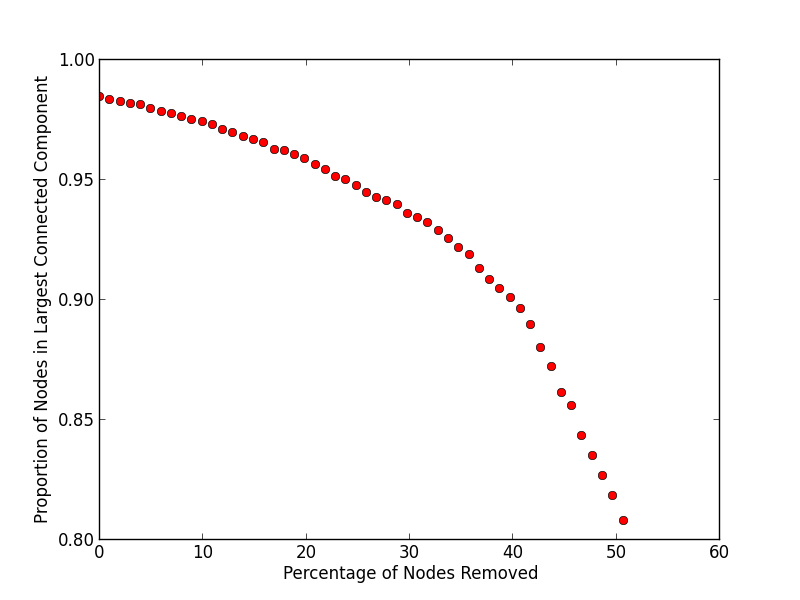 1.00
0.95
0.90
0.85
0.80
Proportion of Nodes in Largest Connected Component
0 10 20 30 40 50 60
Percentage of Nodes Removed